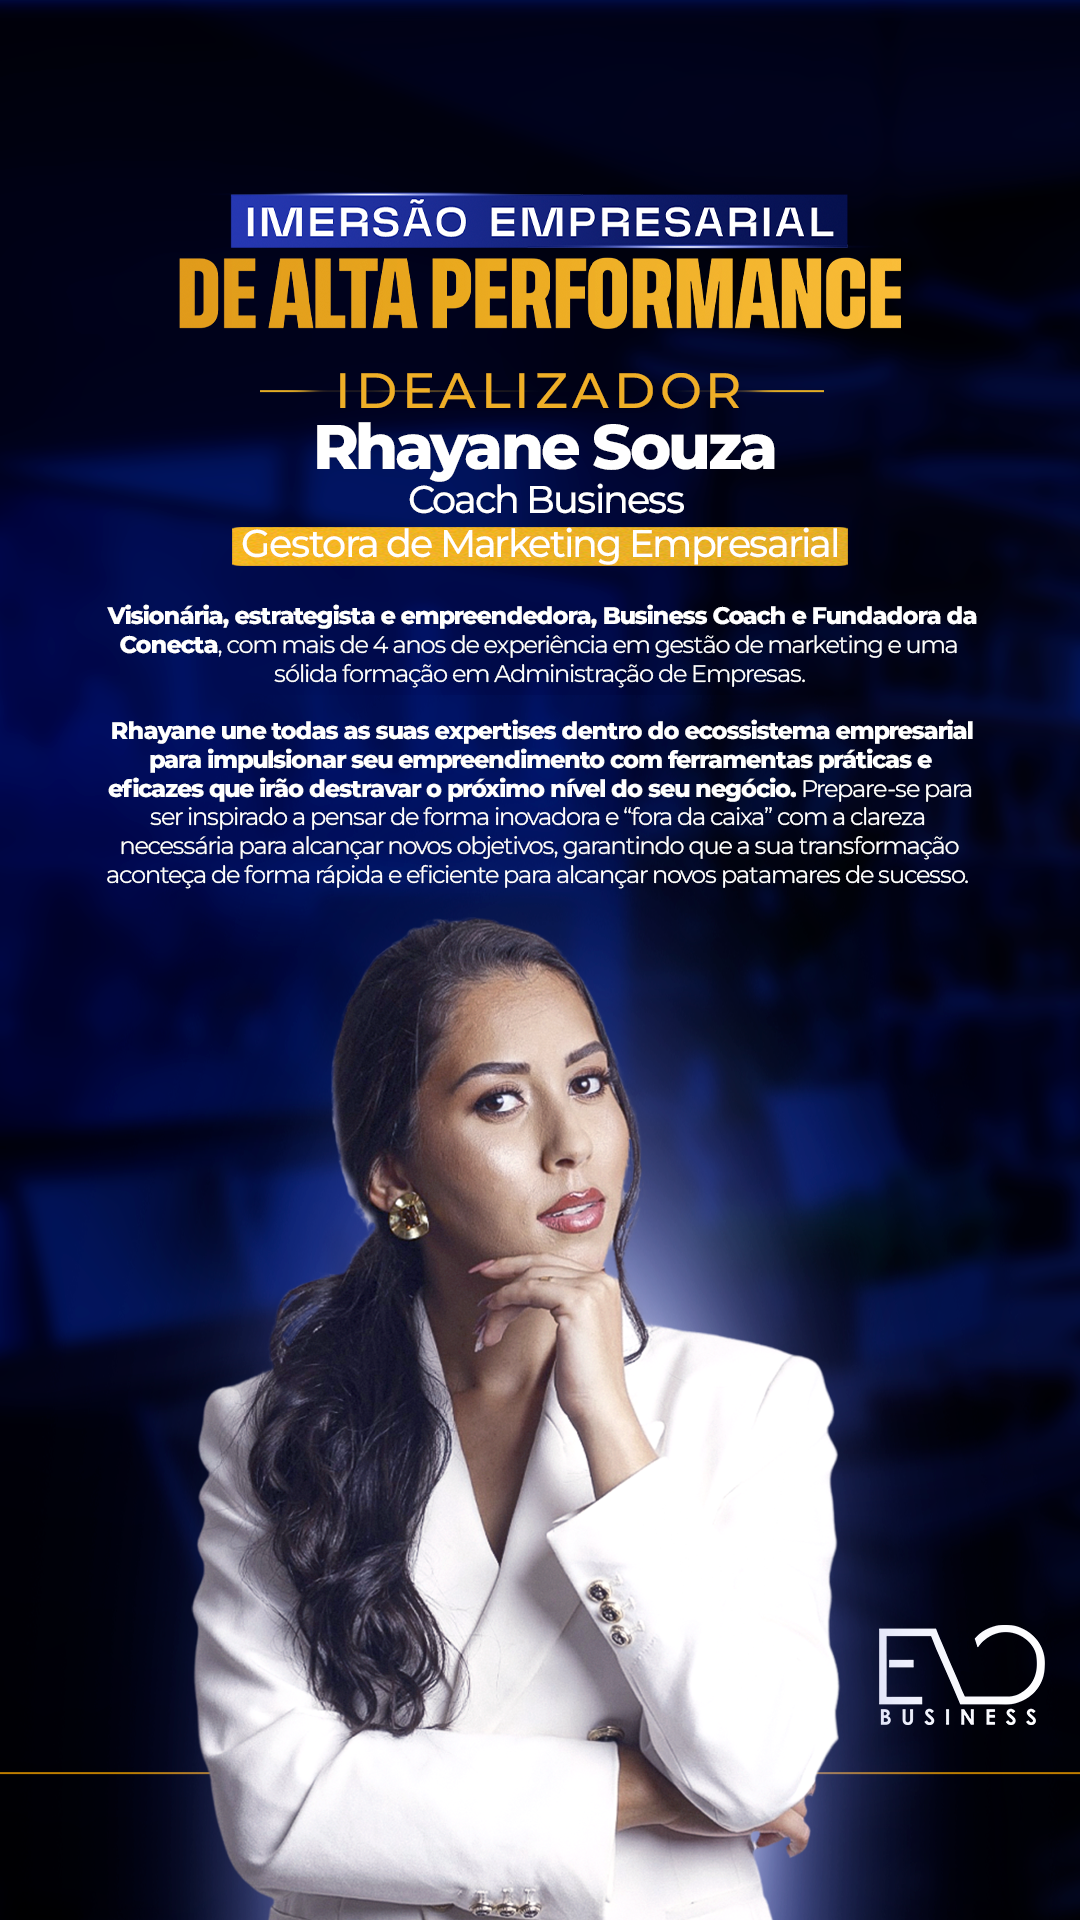 IMERSÃO EMPRESARIAL
DE ALTA PERFORMANCE
IDEALIZADOR
Rhayane Souza
Coach Business
Gestora de Marketing Empresarial
Visionária, estrategista e empreendedora, Business Coach e Fundadora da
Conecta, com mais de 4 anos de experiência em gestão de marketing e uma
sólida formação em Administração de Empresas.
Rhayane une todas as suas expertises dentro do ecossistema empresarial
para impulsionar seu empreendimento com ferramentas práticas e
eficazes que irão destravar o próximo nível do seu negócio. Prepare-se para
ser inspirado a pensar de forma inovadora e “fora da caixa” com a clareza
necessária para alcançar novos objetivos, garantindo que a sua transformação
aconteça de forma rápida e eficiente para alcançar novos patamares de sucesso.
EVO
BUSINESS